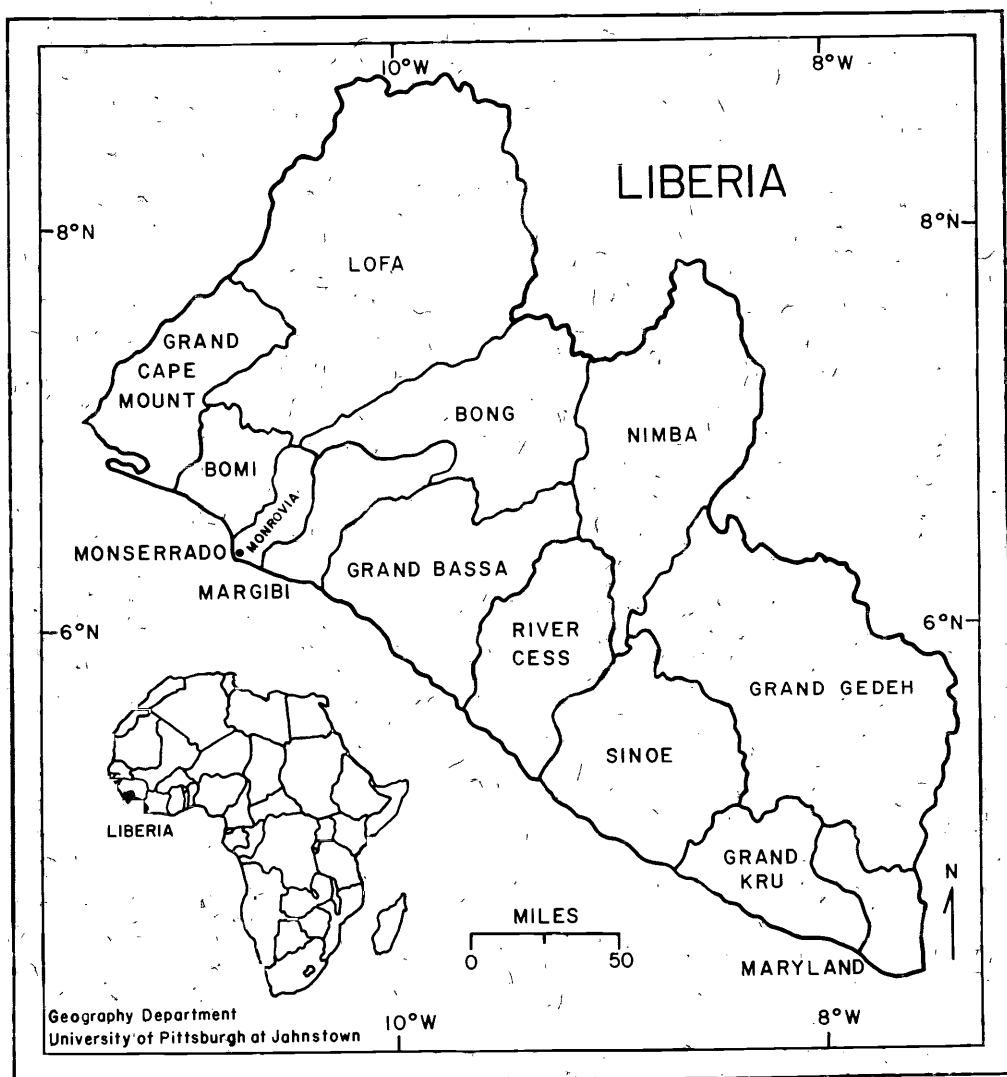 10°W
8°W
LIBERIA
8°N
8°N
LOFA
GRAND
CAPE
MOUNT
BONG
NIMBA
BOMI
MONROVIA
MONSERRADO
GRAND BASSA
MARGIBI
6°N
6°N
RIVER
CESS
GRAND GEDEH
SINOE
LIBERIA
GRAND
KRU
N
MILES
0
50
MARYLAND
Geography Department
University of Pittsburgh at Jahnstown
10°W
8°W